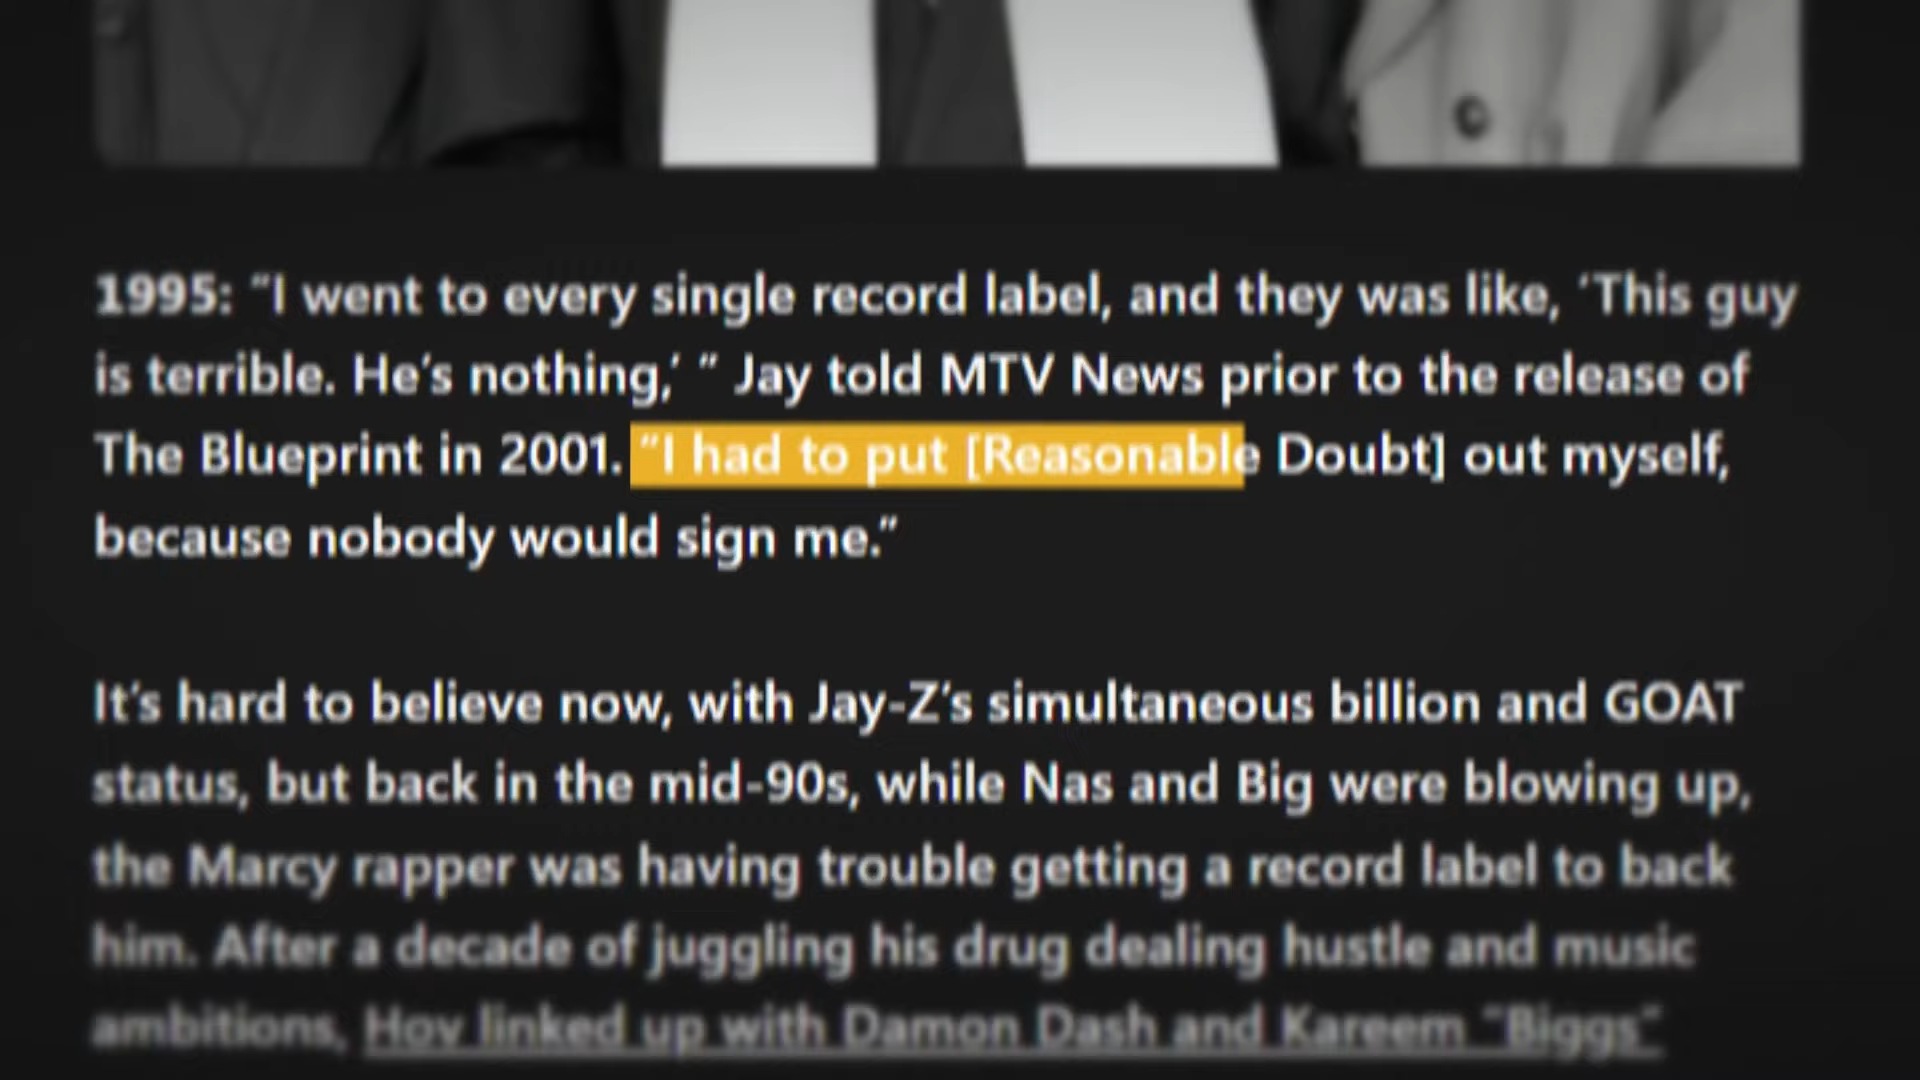 1995: “I went to every single record label, and they was like, ‘This guy
is terrible. He’s nothing,’ ” Jay told MTV News prior to the release of
The Blueprint in 2001. “I had to put [Reasonable Doubt] out myself,
because nobody would sign me.”
It’s hard to believe now, with Jay-Z’s simultaneous billion and GOAT
status, but back in the mid-90s, while Nas and Big were blowing up,
the Marcy rapper was having trouble getting a record label to back
him. After a decade of juggling his drug dealing hustle and music
ambitions, Hov linked up with Damon Dash and Kareem “Biggs”